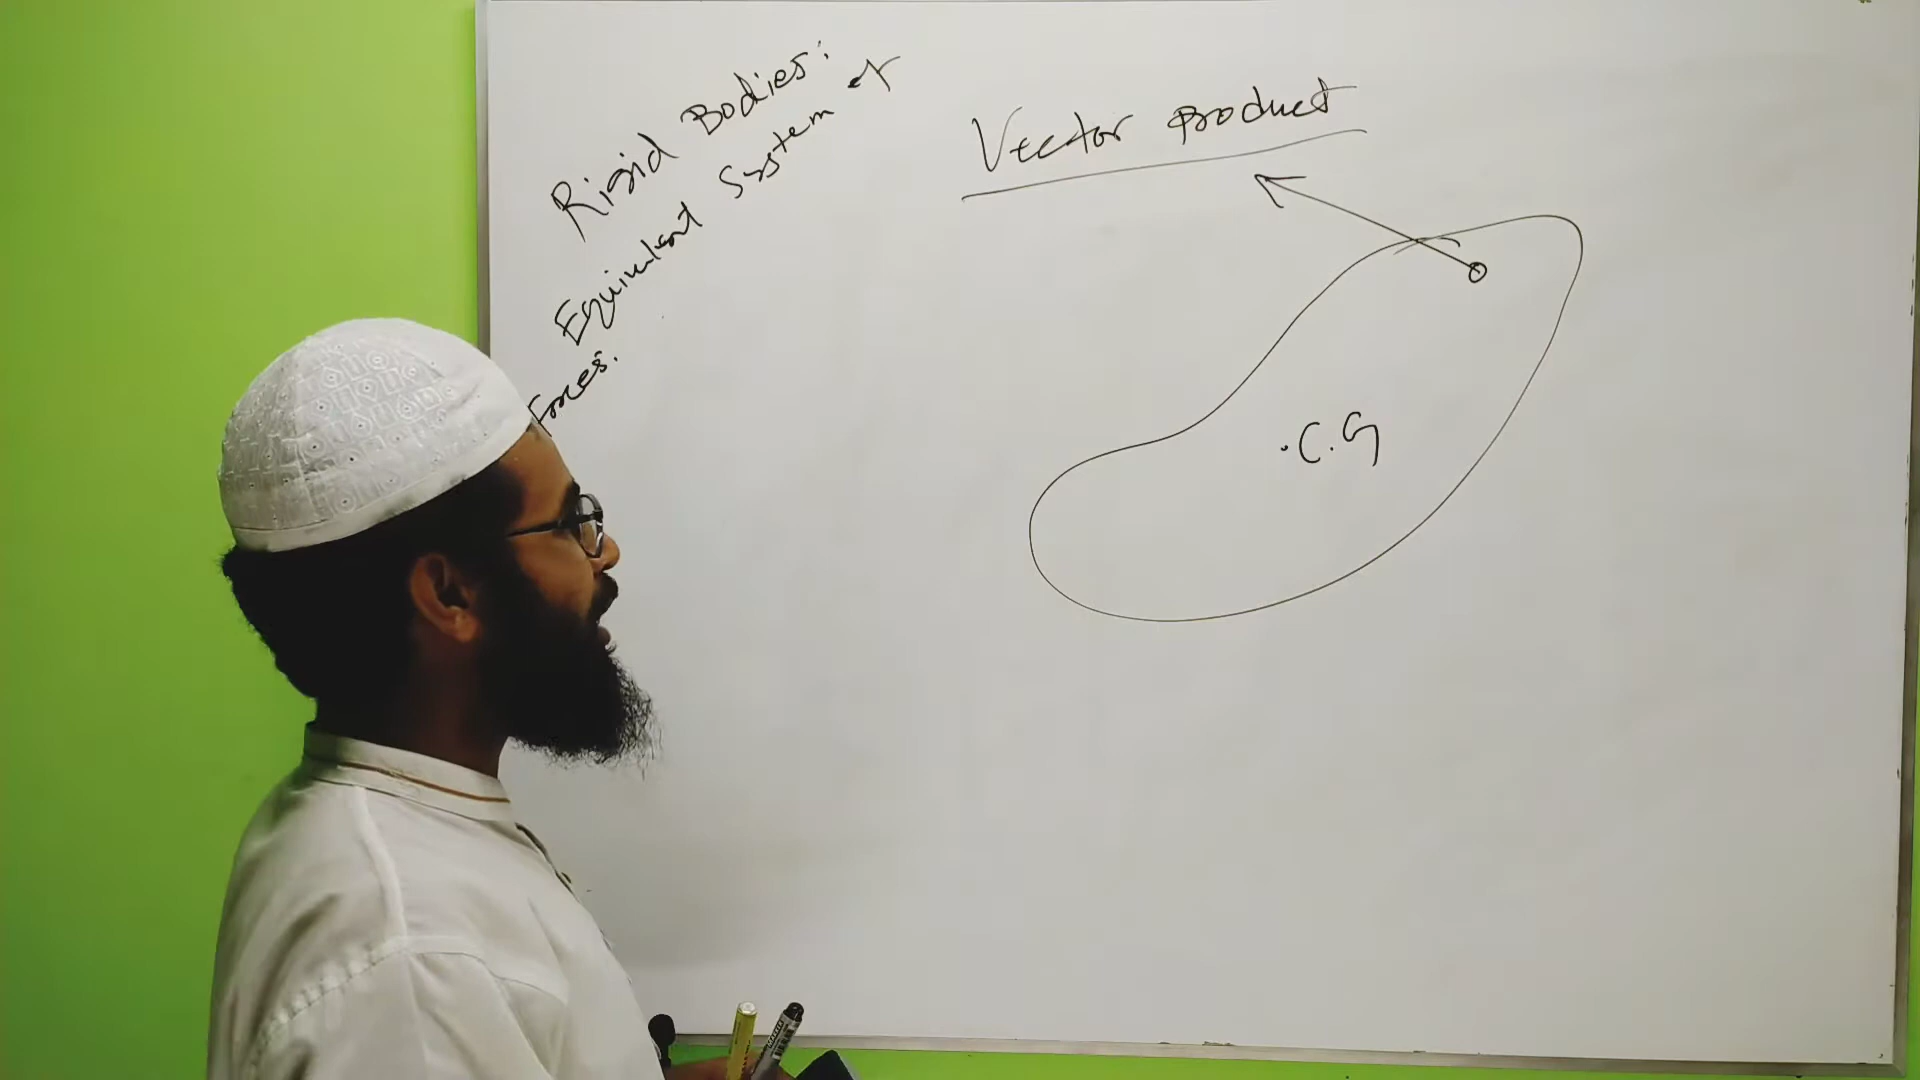 Rigid Bodies:
Equivalent System of
Forces.
Vector product
.C.G